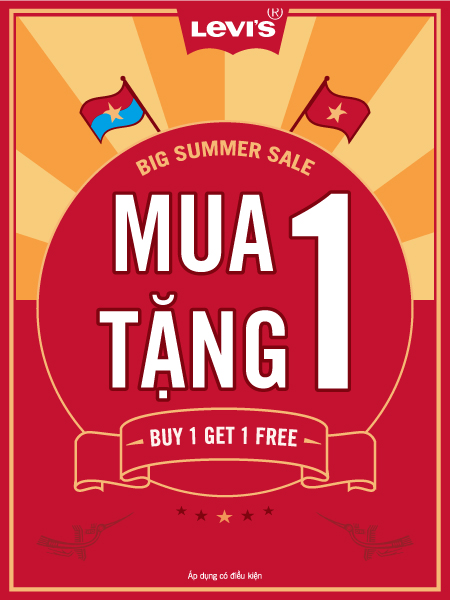 LEVI'S®
BIG SUMMER SALE
MUA 1
TẶNG
BUY 1 GET 1 FREE
Áp dụng có điều kiện